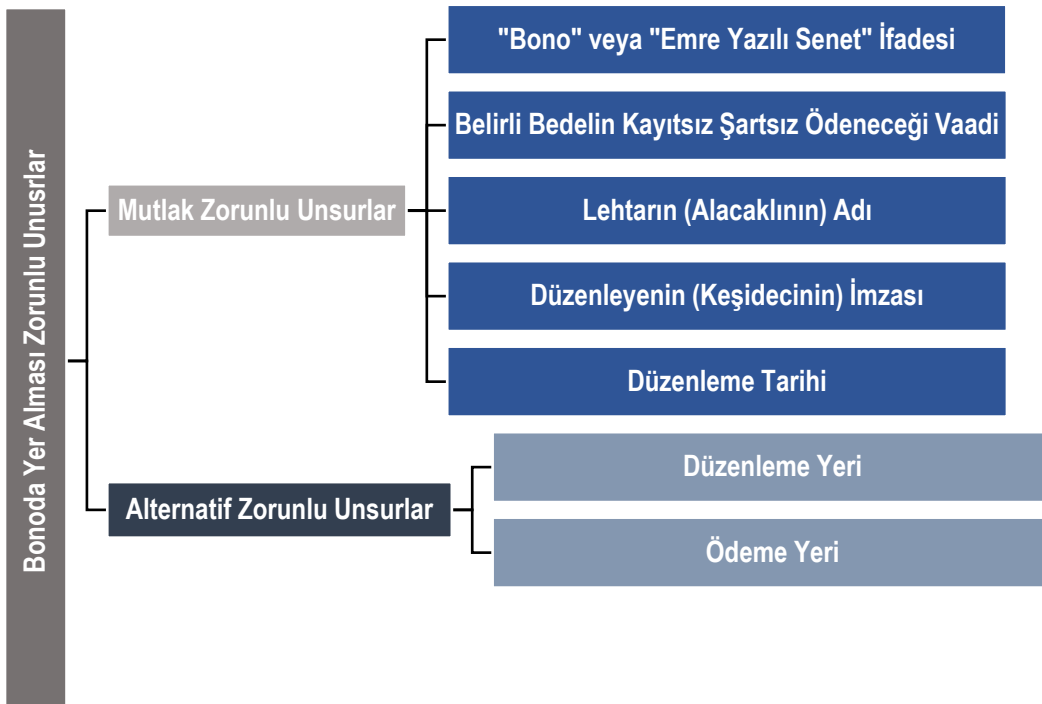 Bonoda Yer Alması Zorunlu Unusrlar
Mutlak Zorunlu Unsurlar
"Bono" veya "Emre Yazılı Senet" İfadesi
Belirli Bedelin Kayıtsız Şartsız Ödeneceği Vaadi
Lehtarın (Alacaklının) Adı
Düzenleyenin (Keşidecinin) İmzası
Düzenleme Tarihi
Alternatif Zorunlu Unsurlar
Düzenleme Yeri
Ödeme Yeri